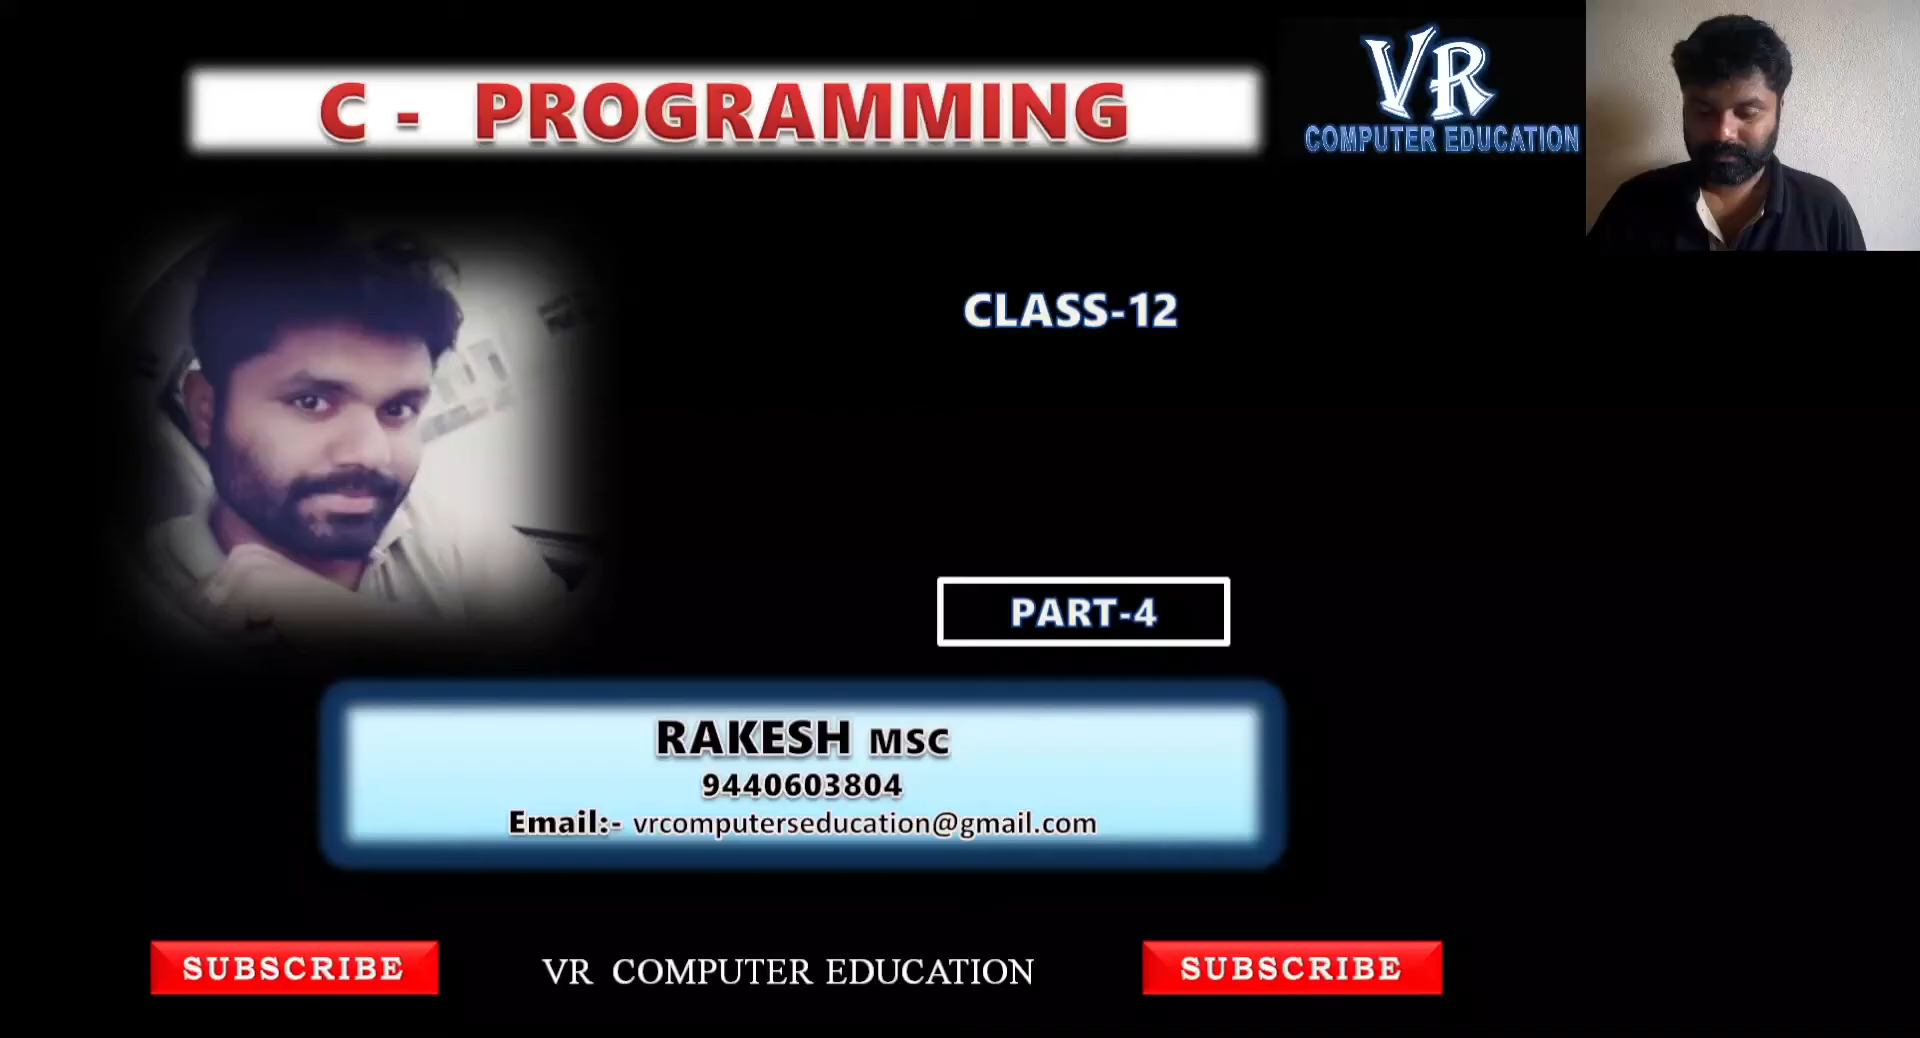 C - PROGRAMMING
VR
COMPUTER EDUCATION
CLASS-12
PART-4
RAKESH MSC
9440603804
Email:- vrcomputerseducation@gmail.com
SUBSCRIBE
VR COMPUTER EDUCATION
SUBSCRIBE